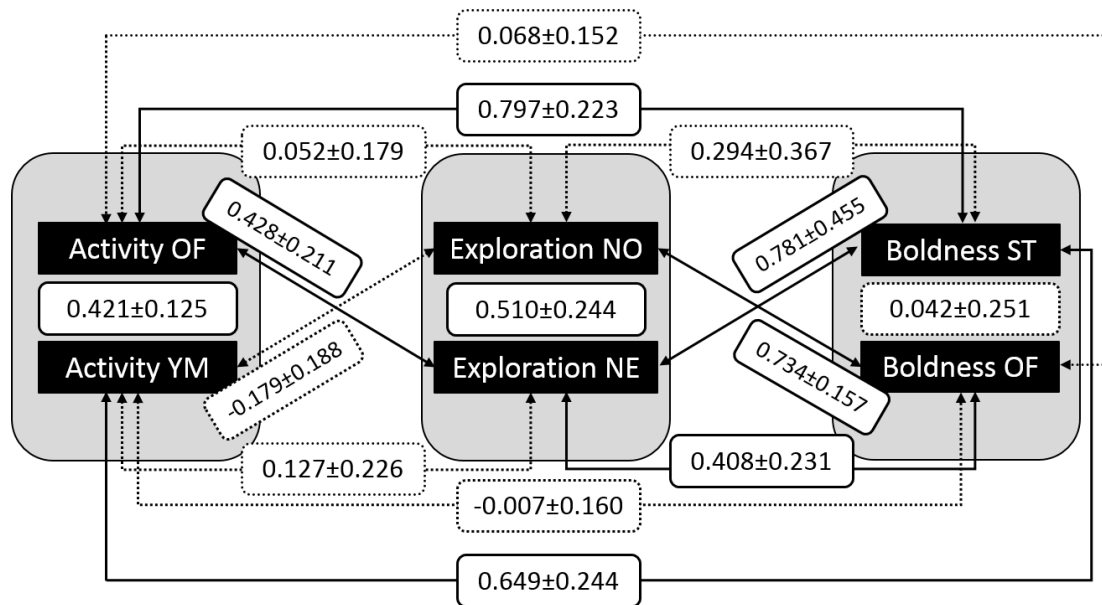 0.068±0.152
0.797±0.223
0.052±0.179
0.294±0.367
0.428±0.211
0.781±0.455
Activity OF
Exploration NO
Boldness ST
0.421±0.125
0.510±0.244
0.042±0.251
Activity YM
Exploration NE
Boldness OF
-0.179±0.188
0.734±0.157
0.127±0.226
0.408±0.231
-0.007±0.160
0.649±0.244